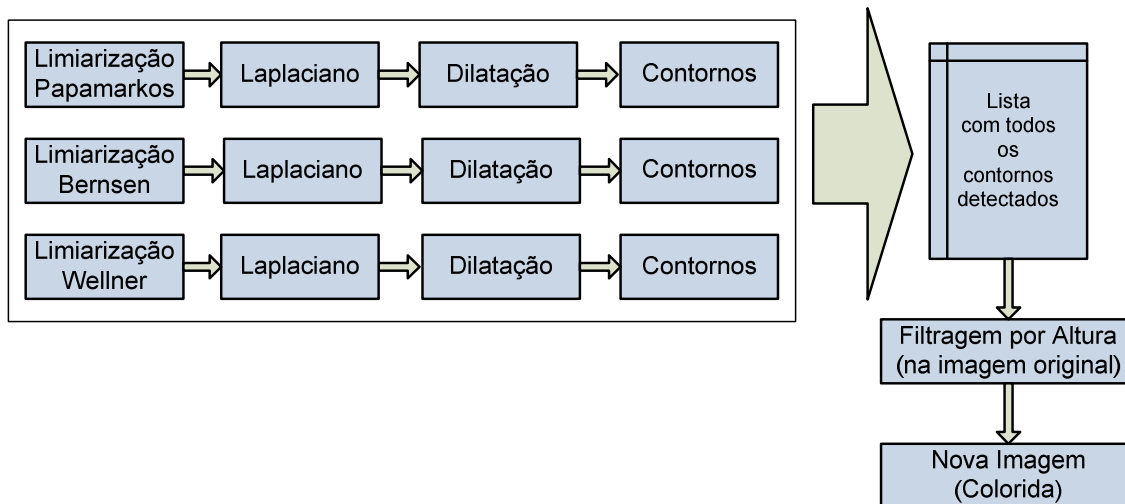 Limiarização
Papamarkos
Laplaciano
Dilatação
Contornos
Limiarização
Bernsen
Laplaciano
Dilatação
Contornos
Limiarização
Wellner
Laplaciano
Dilatação
Contornos
Lista
com todos
os
contornos
detectados
Filtragem por Altura
(na imagem original)
Nova Imagem
(Colorida)